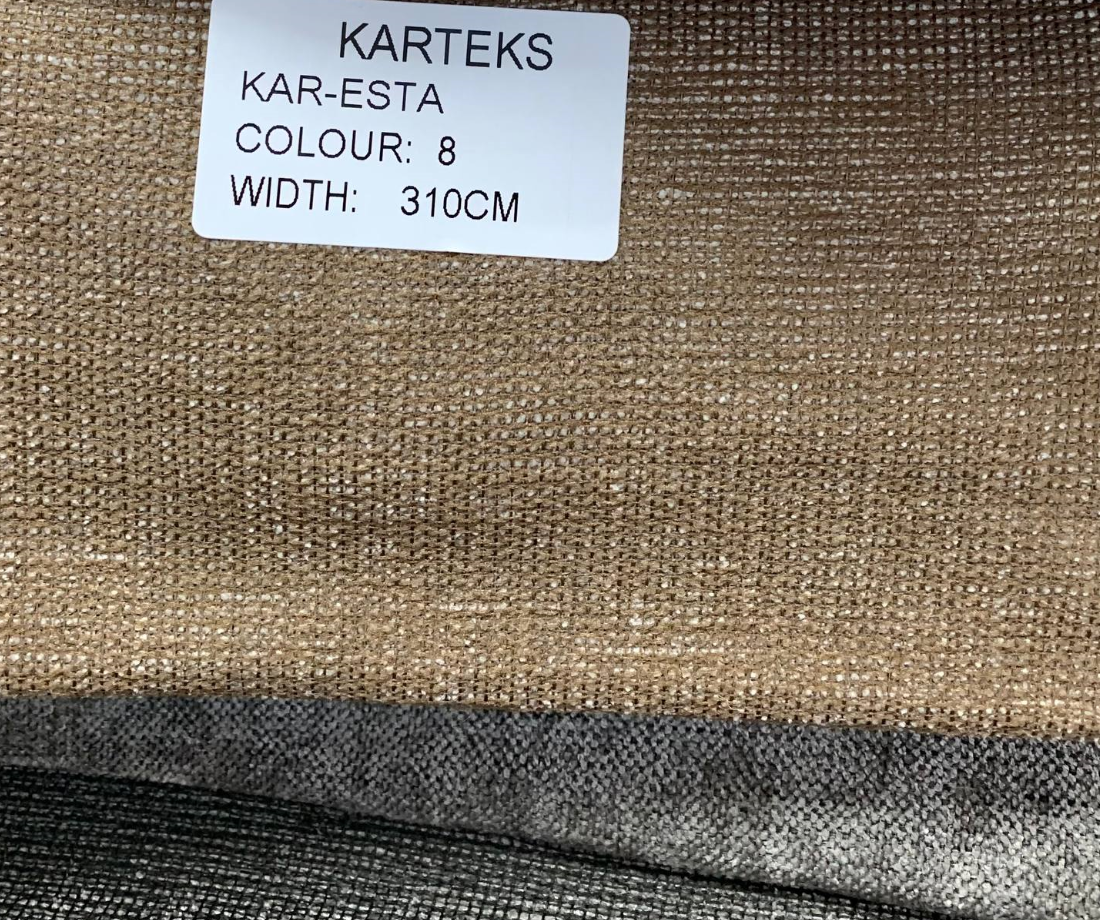 KARTEKS
KAR-ESTA
COLOUR: 8
WIDTH: 310CM